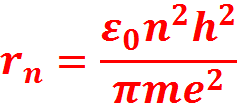 rₙ = ε₀n²h² / πme²